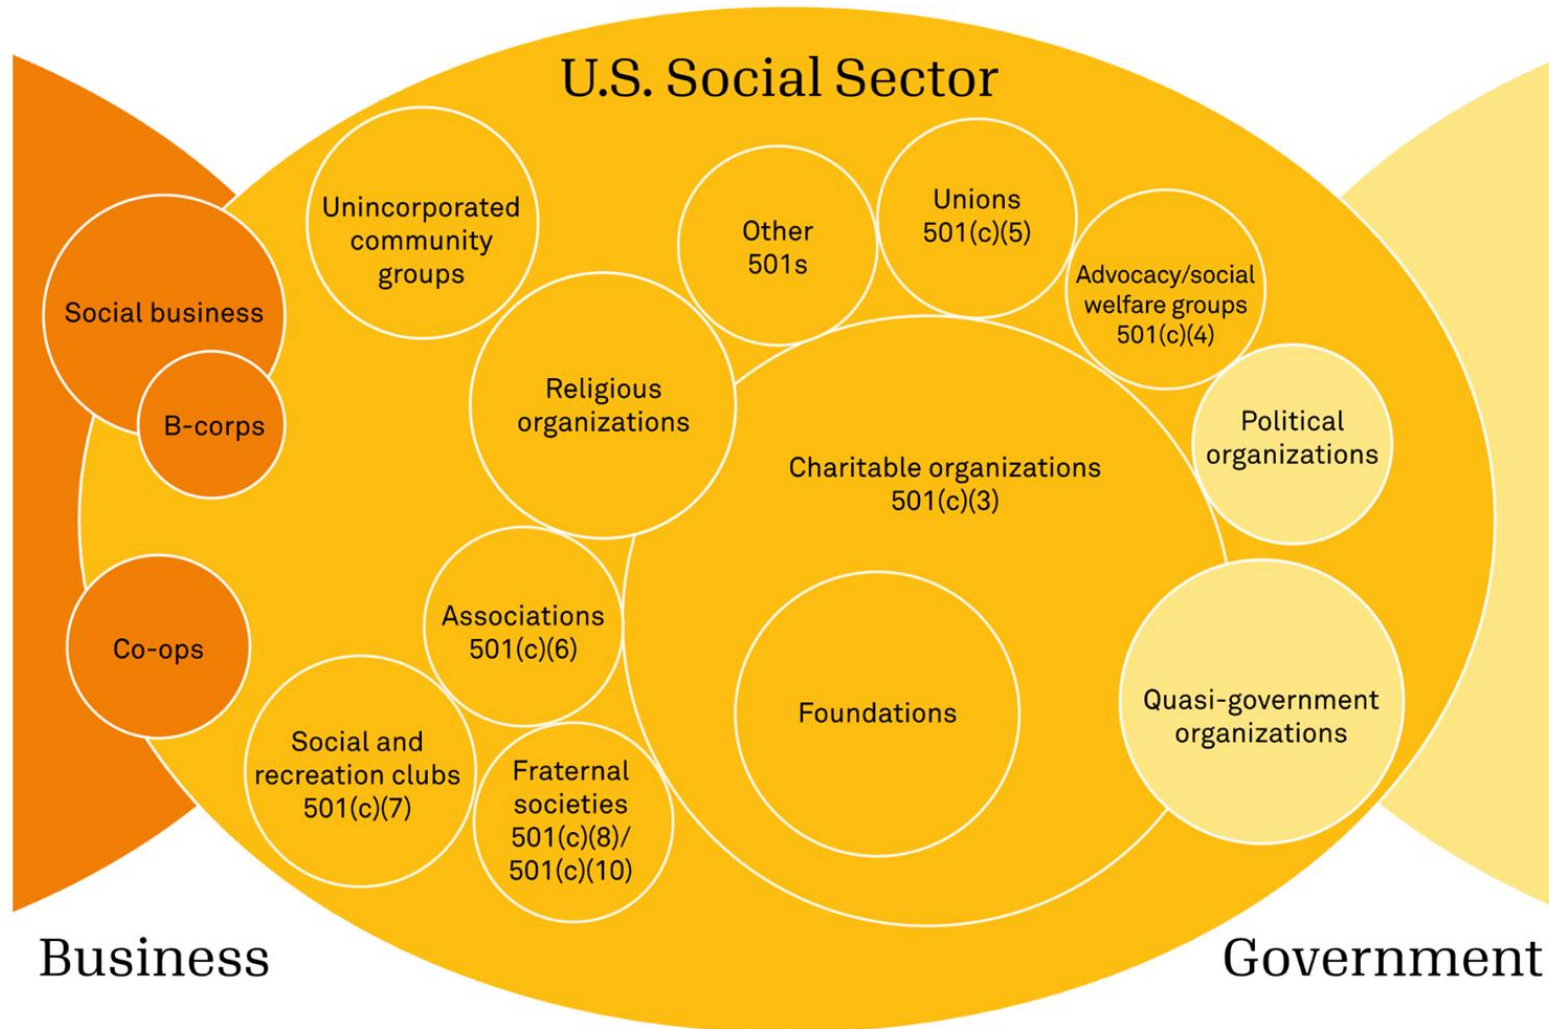 U.S. Social Sector
Unincorporated
community
groups
Other
501s
Unions
501(c)(5)
Advocacy/social
welfare groups
501(c)(4)
Social business
B-corps
Religious
organizations
Political
organizations
Charitable organizations
501(c)(3)
Associations
501(c)(6)
Co-ops
Foundations
Quasi-government
organizations
Social and
recreation clubs
501(c)(7)
Fraternal
societies
501(c)(8)/
501(c)(10)
Business
Government